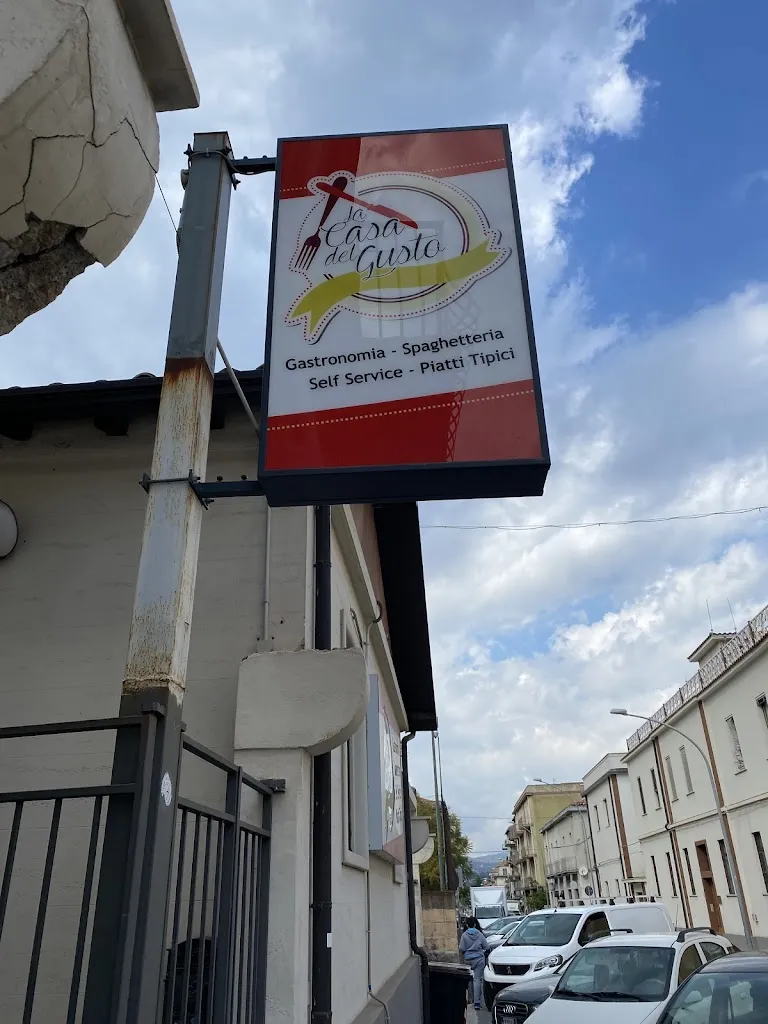 la
Casa
del Gusto
Gastronomia - Spaghetteria
Self Service - Piatti Tipici